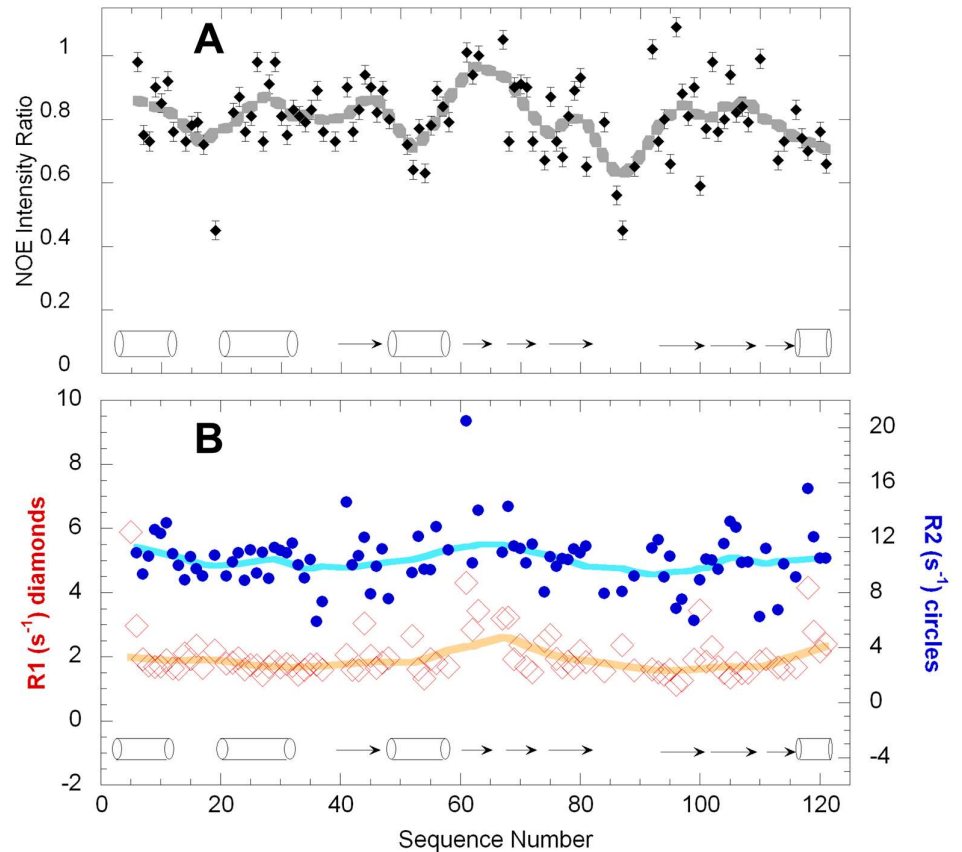 A
NOE Intensity Ratio
1
0.8
0.6
0.4
0.2
0
B
R1 (s⁻¹) diamonds
10
8
6
4
2
0
-2
R2 (s⁻¹) circles
20
16
12
8
4
0
-4
0 20 40 60 80 100 120
Sequence Number